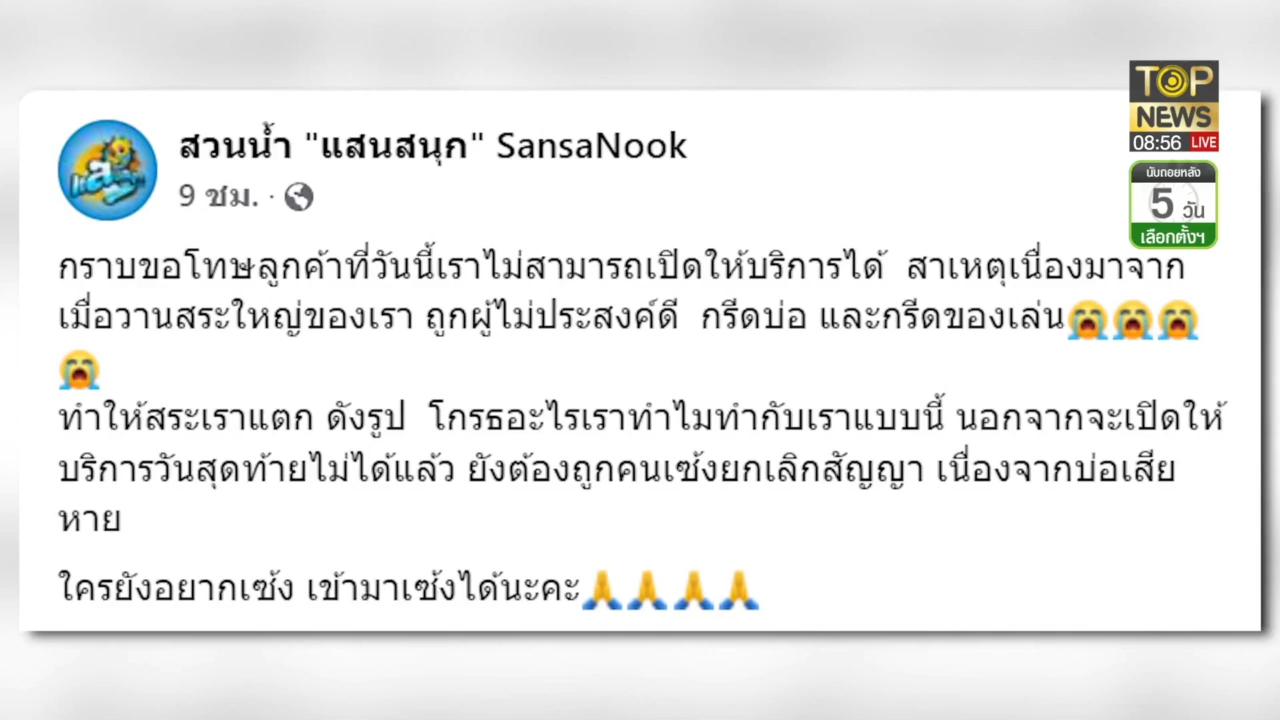 สวนน้ำ "แสนสนุก" SansaNook
9 ชม. ·
กราบขอโทษลูกค้าที่วันนี้เราไม่สามารถเปิดให้บริการได้ สาเหตุเนื่องมาจาก
เมื่อวานสระใหญ่ของเรา ถูกผู้ไม่ประสงค์ดี กรีดบ่อ และกรีดของเล่น😭😭😭
😭
ทำให้สระเราแตก ดังรูป โกรธอะไรเราทำไมทำกับเราแบบนี้ นอกจากจะเปิดให้
บริการวันสุดท้ายไม่ได้แล้ว ยังต้องถูกคนเซ้งยกเลิกสัญญา เนื่องจากบ่อเสีย
หาย
ใครยังอยากเซ้ง เข้ามาเซ้งได้นะคะ🙏🙏🙏🙏
TOP
NEWS
08:56 LIVE
นับถอยหลัง
5 วัน
เลือกตั้งฯ